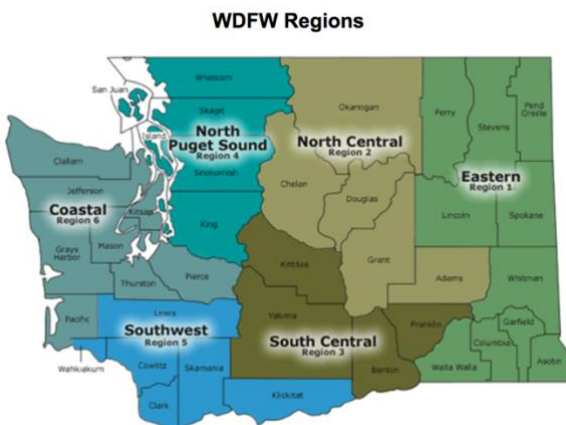 WDFW Regions
San Juan
Whatcom
Skagit
Island
North
Puget Sound
Region 4
Snohomish
King
Okanogan
North Central
Region 2
Chelan
Douglas
Grant
Adams
Ferry
Stevens
Pend
Oreille
Eastern
Region 1
Lincoln
Spokane
Whitman
Garfield
Columbia
Asotin
Walla Walla
Clallam
Jefferson
Kitsap
Coastal
Region 6
Mason
Grays
Harbor
Thurston
Pierce
Pacific
Kittitas
Yakima
South Central
Region 3
Franklin
Benton
Lewis
Southwest
Region 5
Wahkiakum
Cowlitz
Skamania
Clark
Klickitat